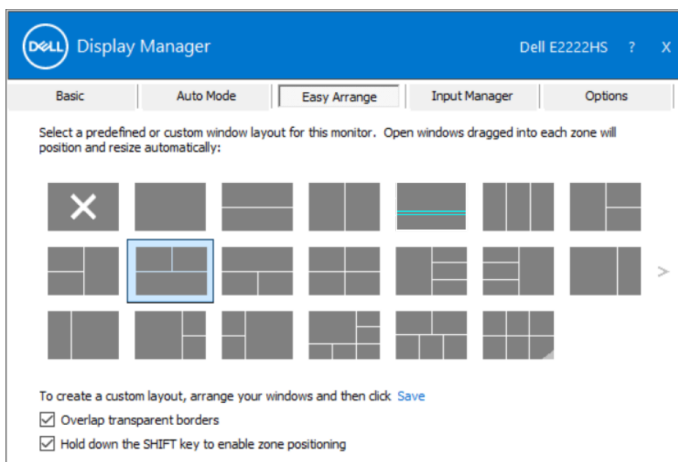 DELL Display Manager Dell E2222HS ? X
Basic Auto Mode Easy Arrange Input Manager Options
Select a predefined or custom window layout for this monitor. Open windows dragged into each zone will
position and resize automatically:
>
To create a custom layout, arrange your windows and then click Save
Overlap transparent borders
Hold down the SHIFT key to enable zone positioning